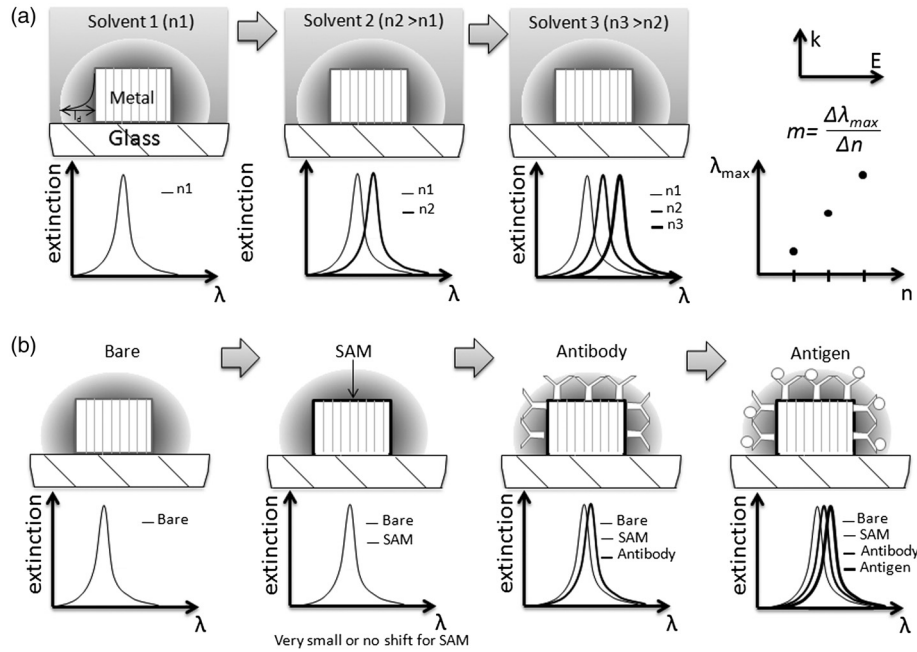 (a)
Solvent 1 (n1)
Solvent 2 (n2 >n1)
Solvent 3 (n3 >n2)
k
E
Metal
l_d
Glass
m= Δλmax
Δn
extinction
n1
λ
extinction
n1
n2
λ
extinction
n1
n2
n3
λ
λmax
n
(b)
Bare
SAM
Antibody
Antigen
extinction
Bare
λ
extinction
Bare
SAM
λ
Very small or no shift for SAM
extinction
Bare
SAM
Antibody
λ
extinction
Bare
SAM
Antibody
Antigen
λ